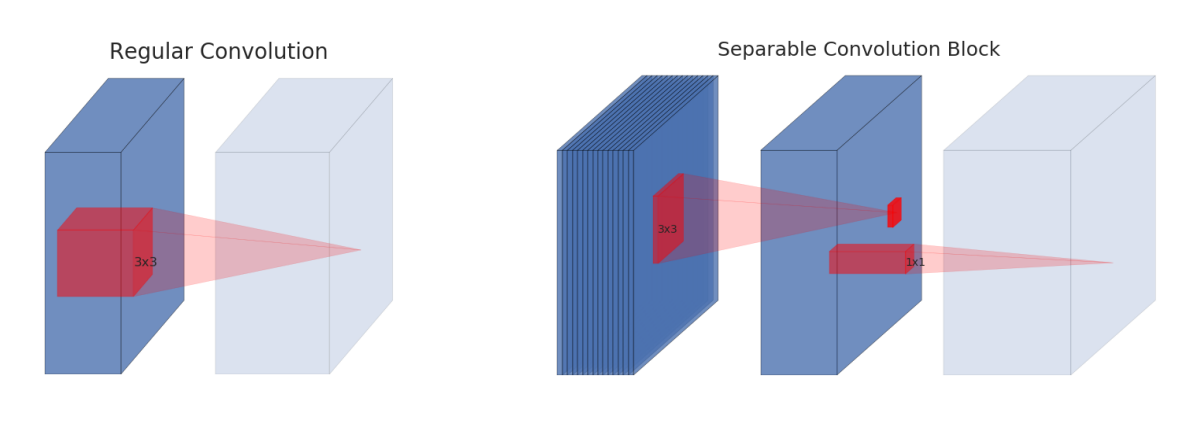 Regular Convolution
3x3
Separable Convolution Block
3x3
1x1